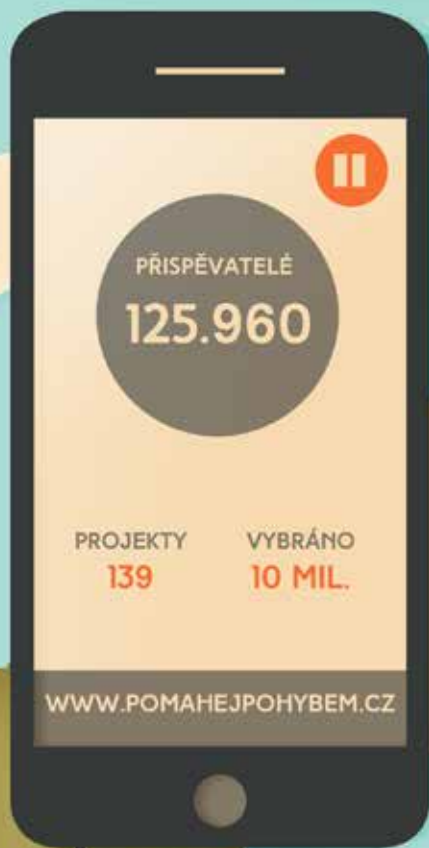 PŘISPĚVATELÉ
125.960
PROJEKTY
139
VYBRÁNO
10 MIL.
WWW.POMAHEJPOHYBEM.CZ